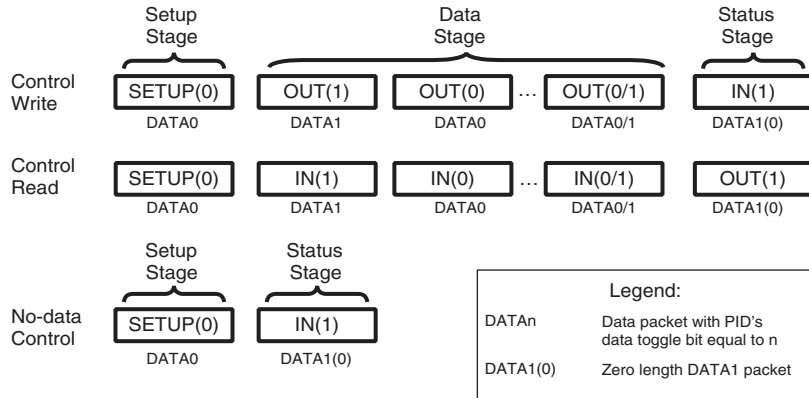 Setup
Stage
Data
Stage
Status
Stage
Control
Write
SETUP(0) OUT(1) OUT(0) ... OUT(0/1) IN(1)
DATA0 DATA1 DATA0 DATA0/1 DATA1(0)
Control
Read
SETUP(0) IN(1) IN(0) ... IN(0/1) OUT(1)
DATA0 DATA1 DATA0 DATA0/1 DATA1(0)
Setup
Stage
Status
Stage
No-data
Control
SETUP(0) IN(1)
DATA0 DATA1(0)
Legend:
DATAn Data packet with PID's
data toggle bit equal to n
DATA1(0) Zero length DATA1 packet